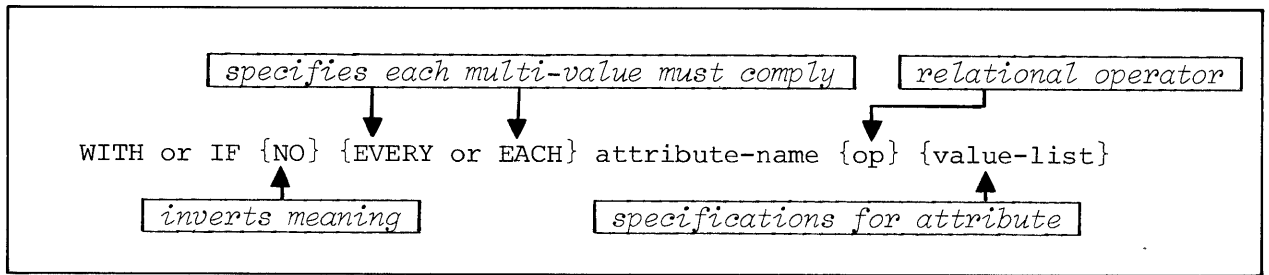 specifies each multi-value must comply
relational operator
WITH or IF {NO} {EVERY or EACH} attribute-name {op} {value-list}
inverts meaning
specifications for attribute